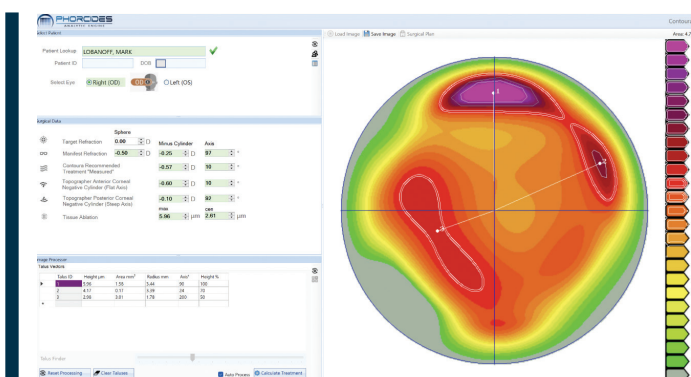 PHORCIDES
ANALYTIC ENGINE
Contoura
Select Patient
Load Image Save Image Surgical Plan
Area: 4.7
Patient Lookup LOBANOFF, MARK
Patient ID DOB
Select Eye Right (OD) Left (OS)
Surgical Data
Sphere
Target Refraction 0.00 D Minus Cylinder Axis
Manifest Refraction -0.50 D -0.25 D 97 °
Contoura Recommended Treatment "Measured" -0.57 D 10 °
Topographer Anterior Corneal Negative Cylinder (Flat Axis) -0.60 D 10 °
Topographer Posterior Corneal Negative Cylinder (Steep Axis) -0.10 D 82 °
max cen
Tissue Ablation 5.96 µm 2.61 µm
Image Processor
Talus Vectors
Talus ID Height µm Area mm² Radius mm Axis° Height %
1 5.96 1.56 3.44 90 100
2 4.17 0.17 3.39 24 70
3 2.96 3.01 1.78 200 50
Talus Finder
Reset Processing Clear Taluses Auto Process Calculate Treatment
1
2
3